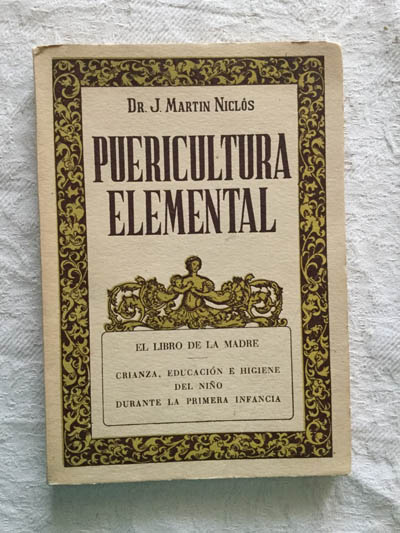 DR. J. MARTIN NICLÓS
PUERICULTURA
ELEMENTAL
EL LIBRO DE LA MADRE
CRIANZA, EDUCACIÓN E HIGIENE
DEL NIÑO
DURANTE LA PRIMERA INFANCIA